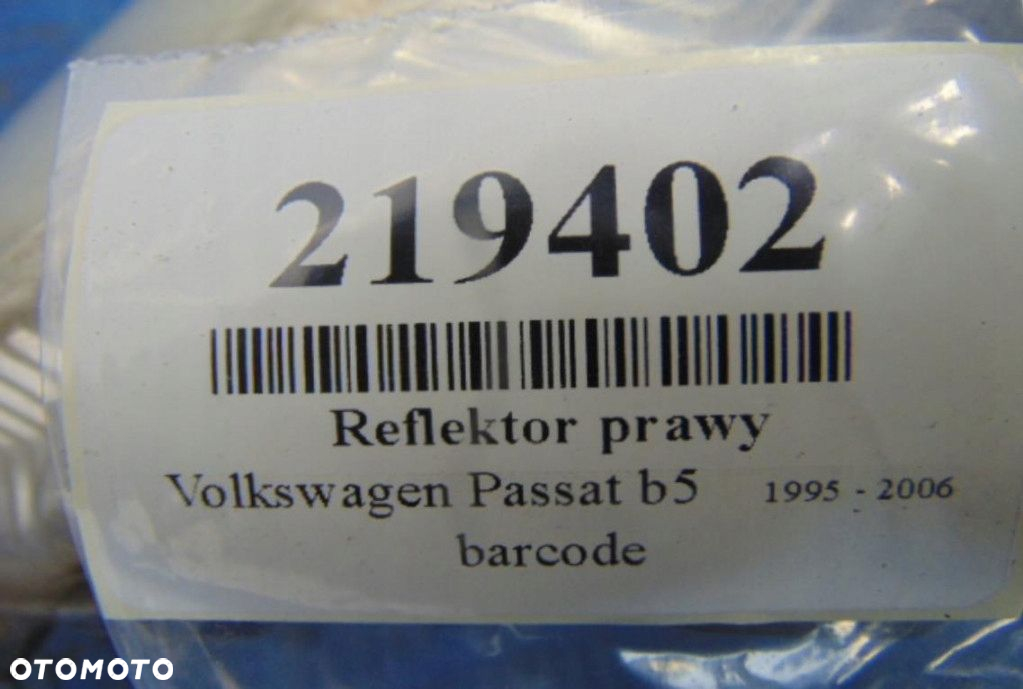 219402
Reflektor prawy
Volkswagen Passat b5 1995 - 2006
barcode
OTOMOTO